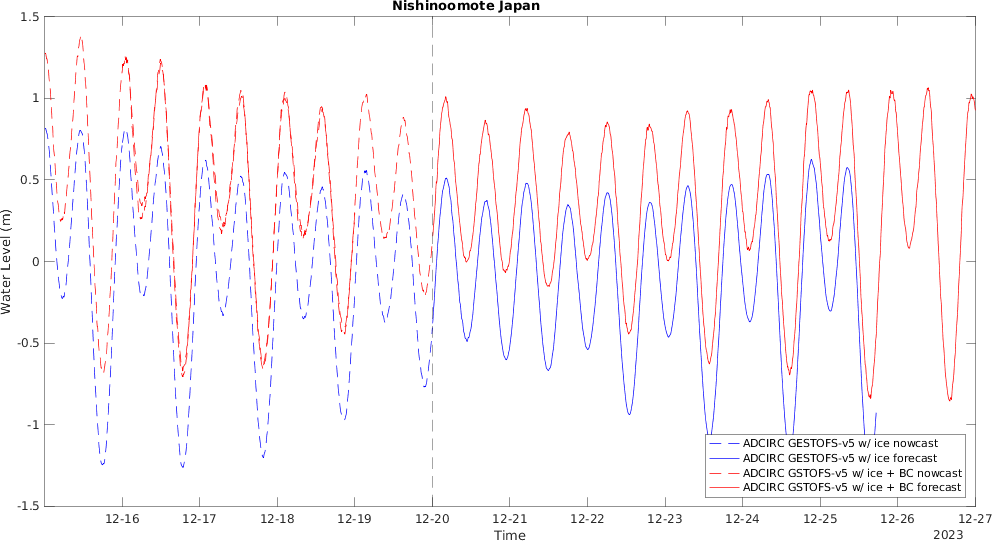 Nishinoomote Japan
Water Level (m)
1.5
1
0.5
0
-0.5
-1
-1.5
12-16
12-17
12-18
12-19
12-20
12-21
12-22
12-23
12-24
12-25
12-26
12-27
Time
2023
ADCIRC GESTOFS-v5 w/ ice nowcast
ADCIRC GESTOFS-v5 w/ ice forecast
ADCIRC GSTOFS-v5 w/ ice + BC nowcast
ADCIRC GSTOFS-v5 w/ ice + BC forecast